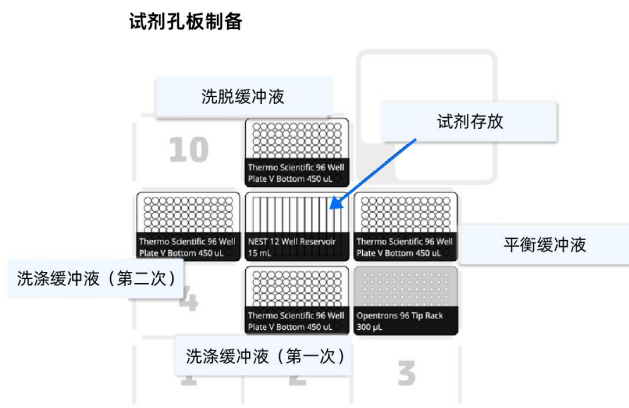 试剂孔板制备
洗脱缓冲液
试剂存放
10
Thermo Scientific 96 Well
Plate V Bottom 450 uL
Thermo Scientific 96 Well
Plate V Bottom 450 uL
NEST 12 Well Reservoir
15 mL
Thermo Scientific 96 Well
Plate V Bottom 450 uL
平衡缓冲液
洗涤缓冲液（第二次）
4
Thermo Scientific 96 Well
Plate V Bottom 450 uL
Opentrons 96 Tip Rack
300 µL
洗涤缓冲液（第一次）
1
2
3